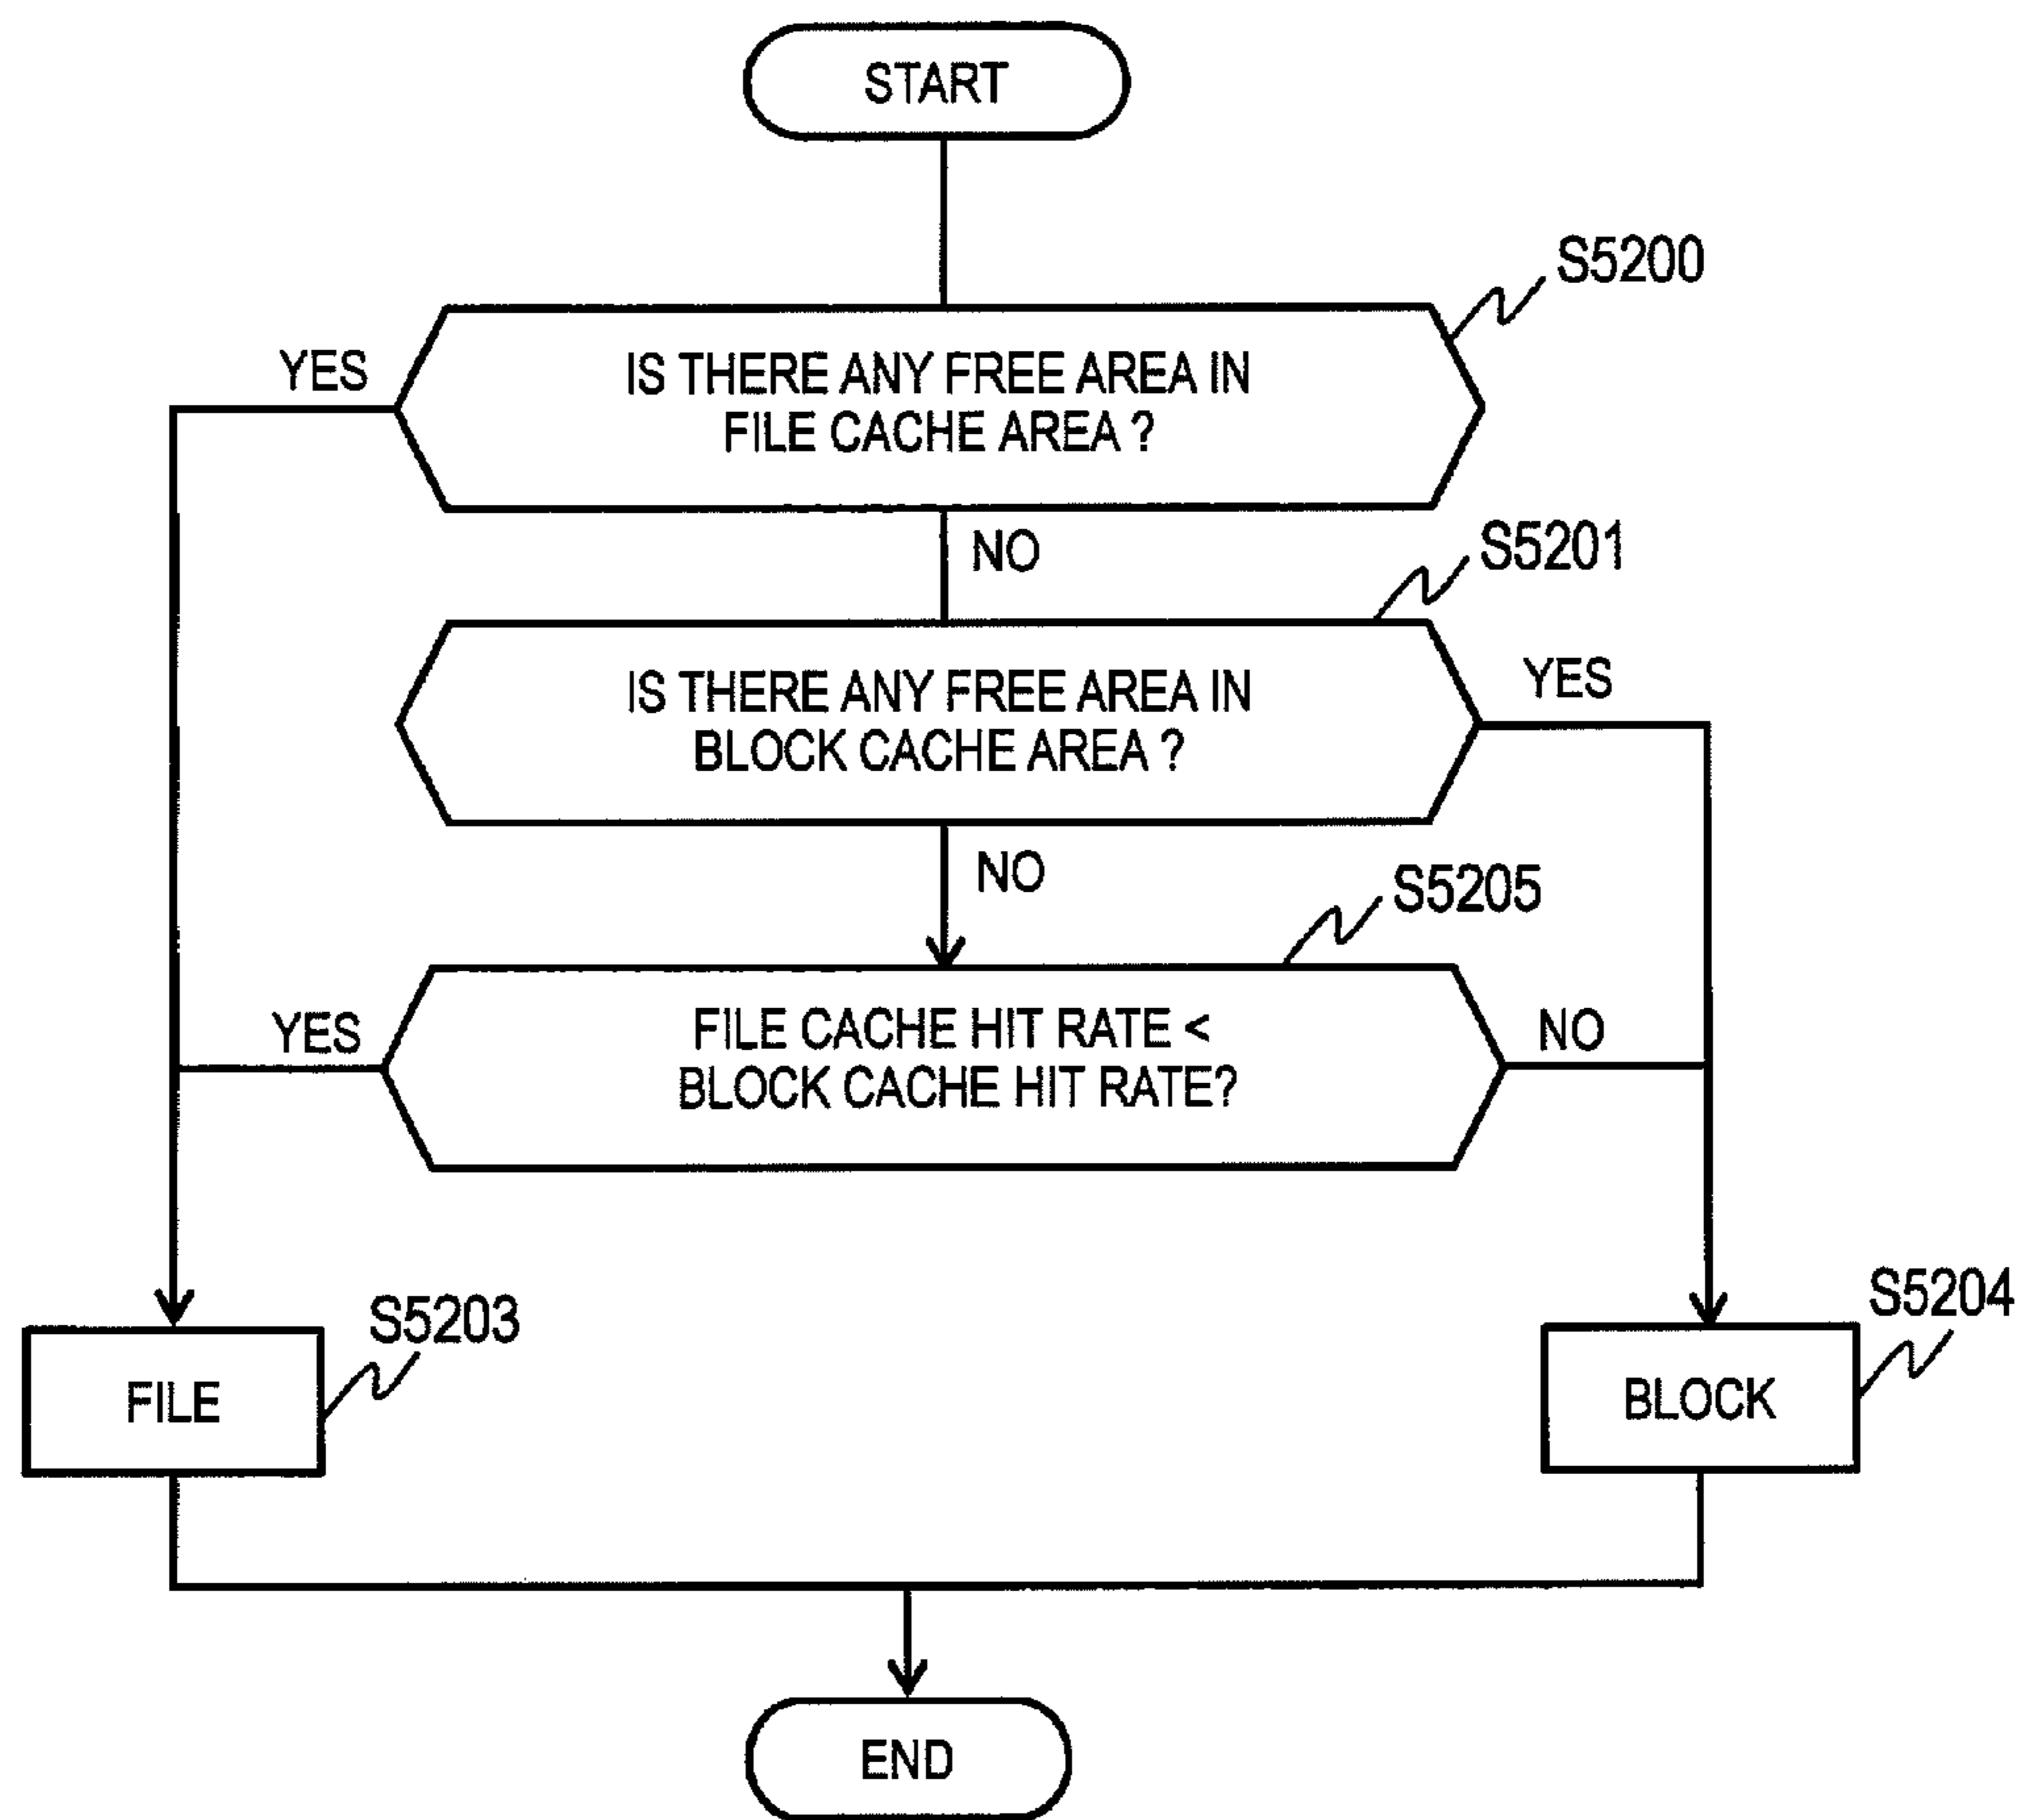 START
S5200
YES
IS THERE ANY FREE AREA IN
FILE CACHE AREA ?
NO
S5201
IS THERE ANY FREE AREA IN
BLOCK CACHE AREA ?
YES
NO
S5205
YES
FILE CACHE HIT RATE <
BLOCK CACHE HIT RATE?
NO
S5203
FILE
S5204
BLOCK
END